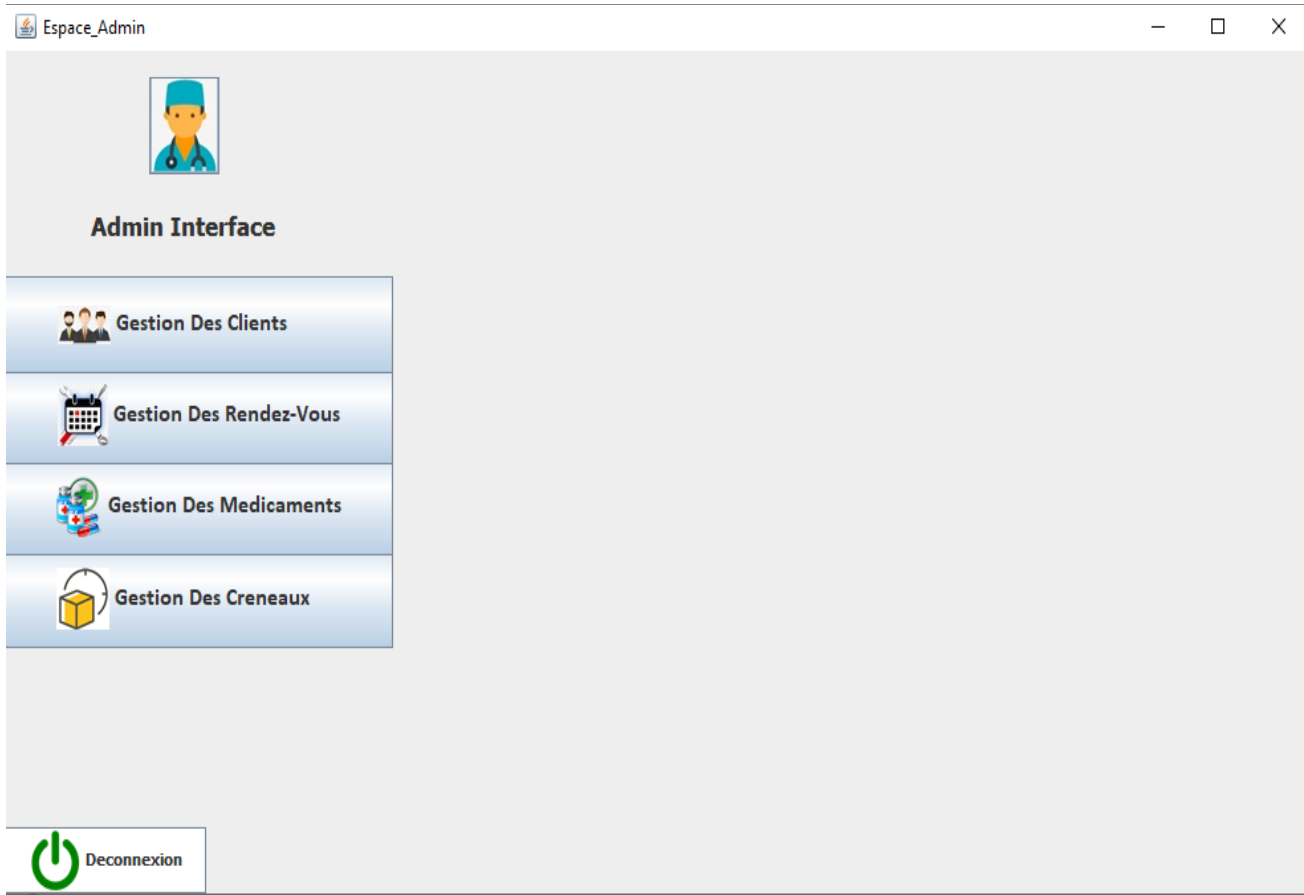 Espace_Admin
Admin Interface
Gestion Des Clients
Gestion Des Rendez-Vous
Gestion Des Medicaments
Gestion Des Creneaux
Deconnexion